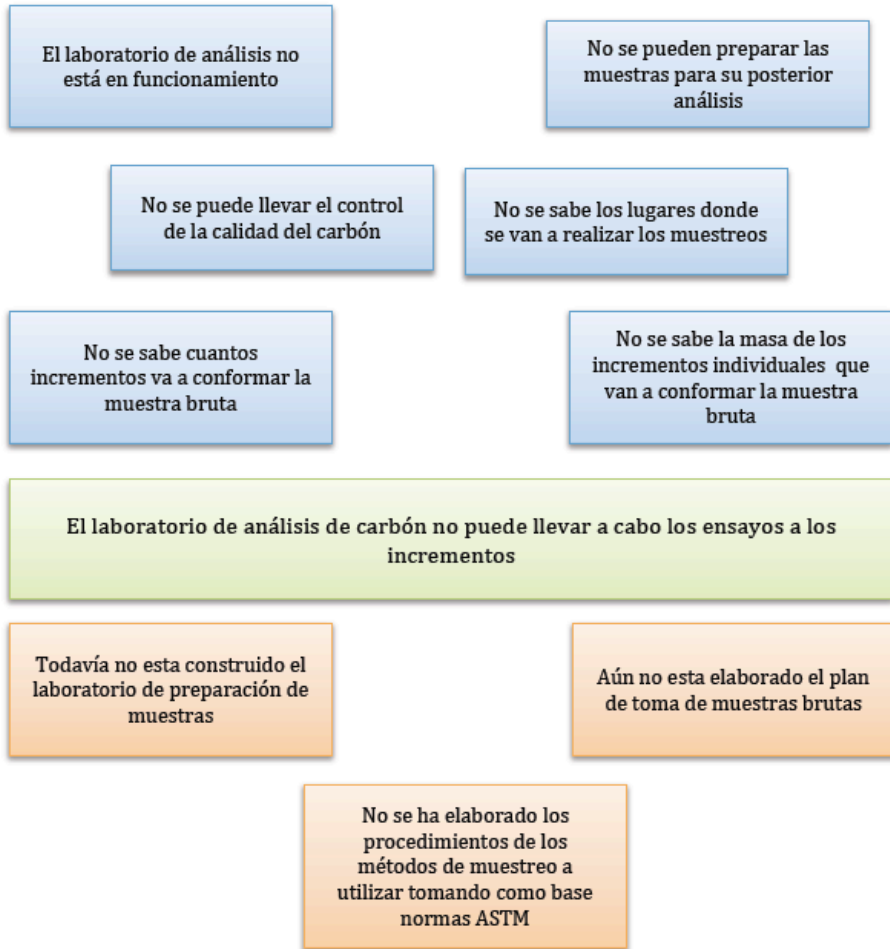 El laboratorio de análisis no
está en funcionamiento
No se pueden preparar las
muestras para su posterior
análisis
No se puede llevar el control
de la calidad del carbón
No se sabe los lugares donde
se van a realizar los muestreos
No se sabe cuantos
incrementos va a conformar la
muestra bruta
No se sabe la masa de los
incrementos individuales que
van a conformar la muestra
bruta
El laboratorio de análisis de carbón no puede llevar a cabo los ensayos a los
incrementos
Todavía no esta construido el
laboratorio de preparación de
muestras
Aún no esta elaborado el plan
de toma de muestras brutas
No se ha elaborado los
procedimientos de los
métodos de muestreo a
utilizar tomando como base
normas ASTM